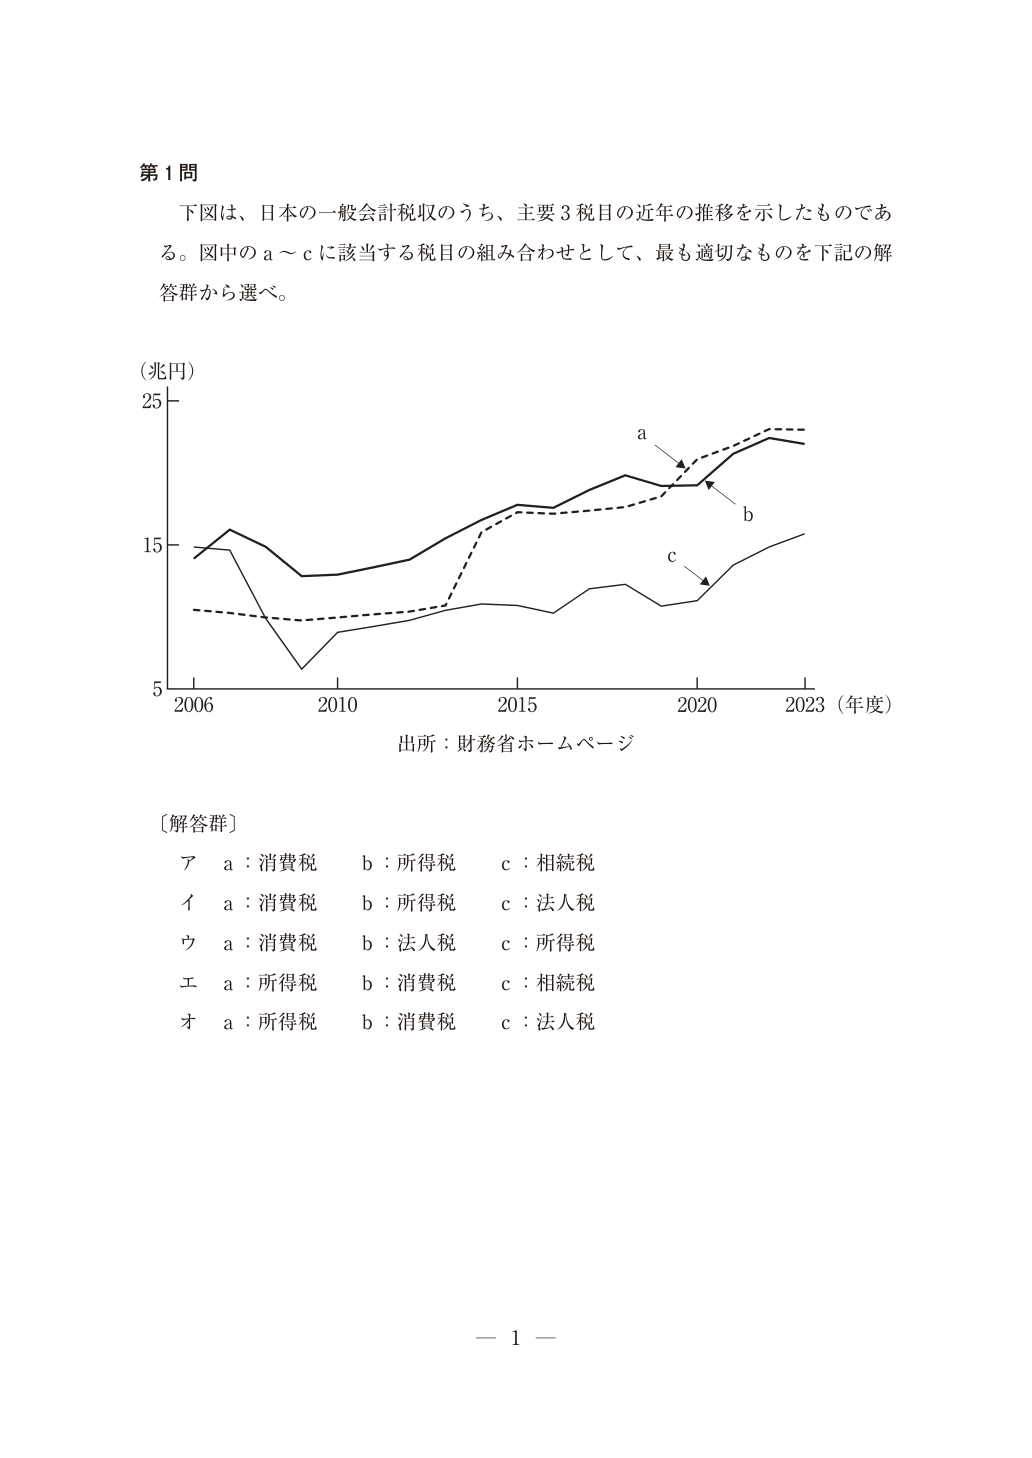 第1問
下図は、日本の一般会計税収のうち、主要3税目の近年の推移を示したものであ
る。図中のa～cに該当する税目の組み合わせとして、最も適切なものを下記の解
答群から選べ。
（兆円）
25
15
5
a
b
c
2006 2010 2015 2020 2023（年度）
出所：財務省ホームページ
〔解答群〕
ア a：消費税 b：所得税 c：相続税
イ a：消費税 b：所得税 c：法人税
ウ a：消費税 b：法人税 c：所得税
エ a：所得税 b：消費税 c：相続税
オ a：所得税 b：消費税 c：法人税
― 1 ―